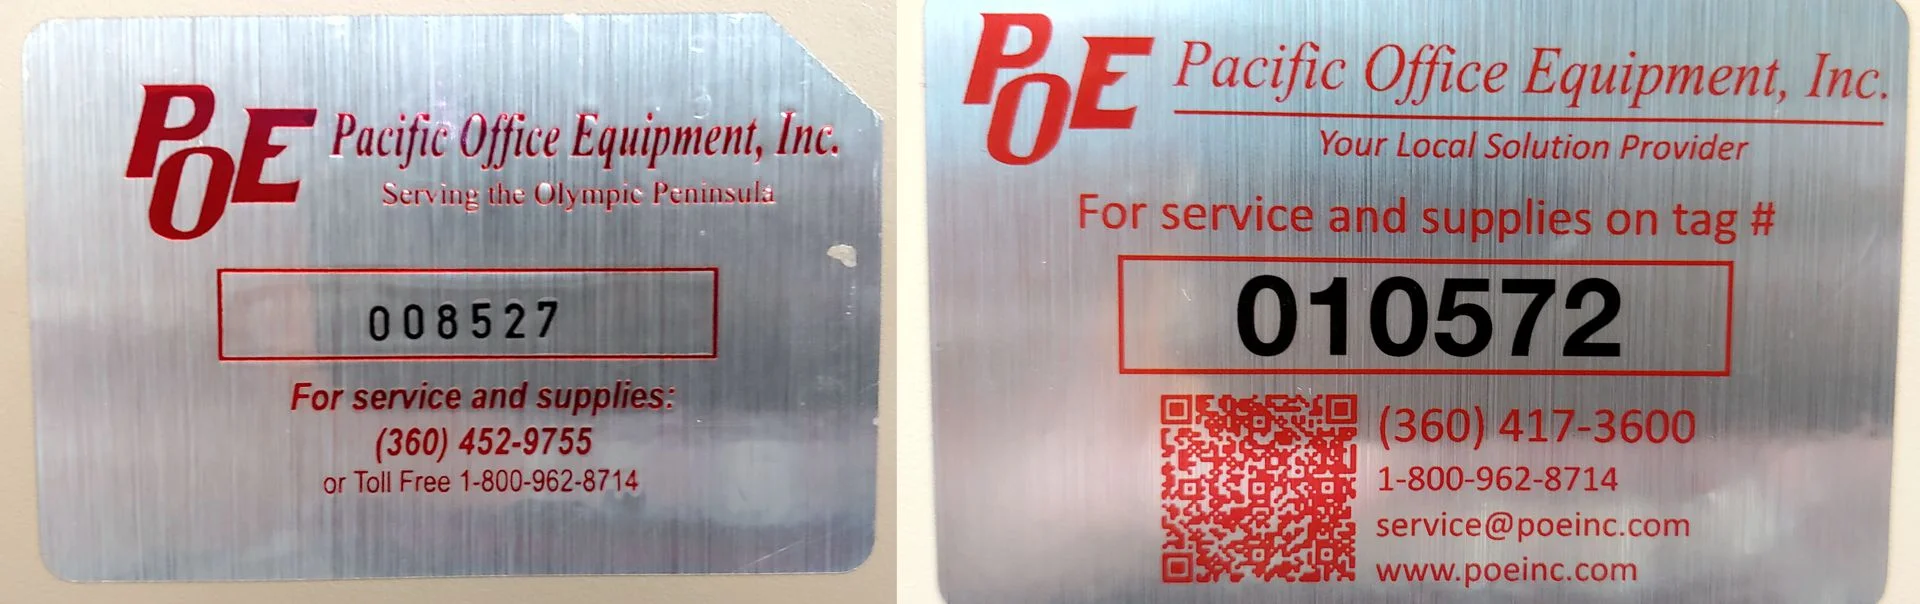 POE Pacific Office Equipment, Inc.
Serving the Olympic Peninsula
008527
For service and supplies:
(360) 452-9755
or Toll Free 1-800-962-8714
POE Pacific Office Equipment, Inc.
Your Local Solution Provider
For service and supplies on tag #
010572
(360) 417-3600
1-800-962-8714
service@poeinc.com
www.poeinc.com